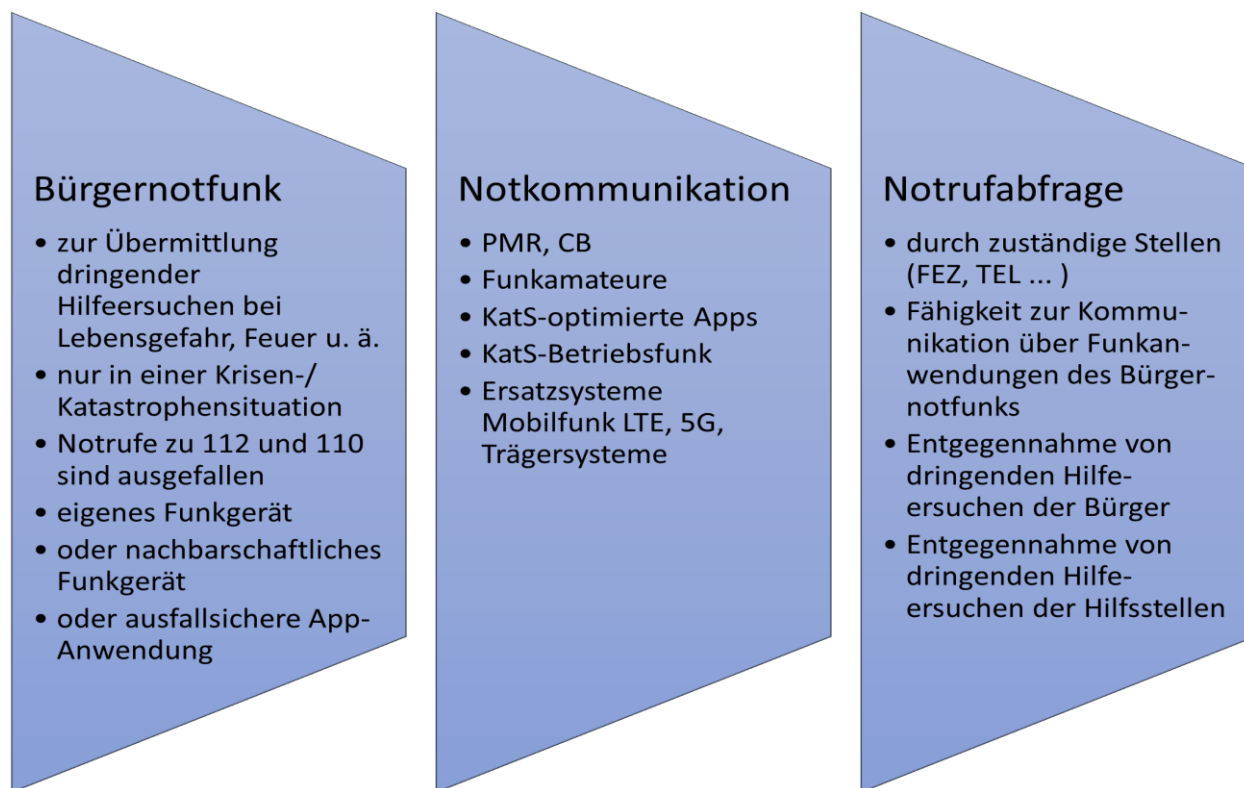 Bürgernotfunk
• zur Übermittlung
dringender
Hilfeersuchen bei
Lebensgefahr, Feuer u. ä.
• nur in einer Krisen-/
Katastrophensituation
• Notrufe zu 112 und 110
sind ausgefallen
• eigenes Funkgerät
• oder nachbarschaftliches
Funkgerät
• oder ausfallsichere App-
Anwendung
Notkommunikation
• PMR, CB
• Funkamateure
• KatS-optimierte Apps
• KatS-Betriebsfunk
• Ersatzsysteme
Mobilfunk LTE, 5G,
Trägersysteme
Notrufabfrage
• durch zuständige Stellen
(FEZ, TEL ... )
• Fähigkeit zur Kommu-
nikation über Funkan-
wendungen des Bürger-
notfunks
• Entgegennahme von
dringenden Hilfe-
ersuchen der Bürger
• Entgegennahme von
dringenden Hilfe-
ersuchen der Hilfsstellen